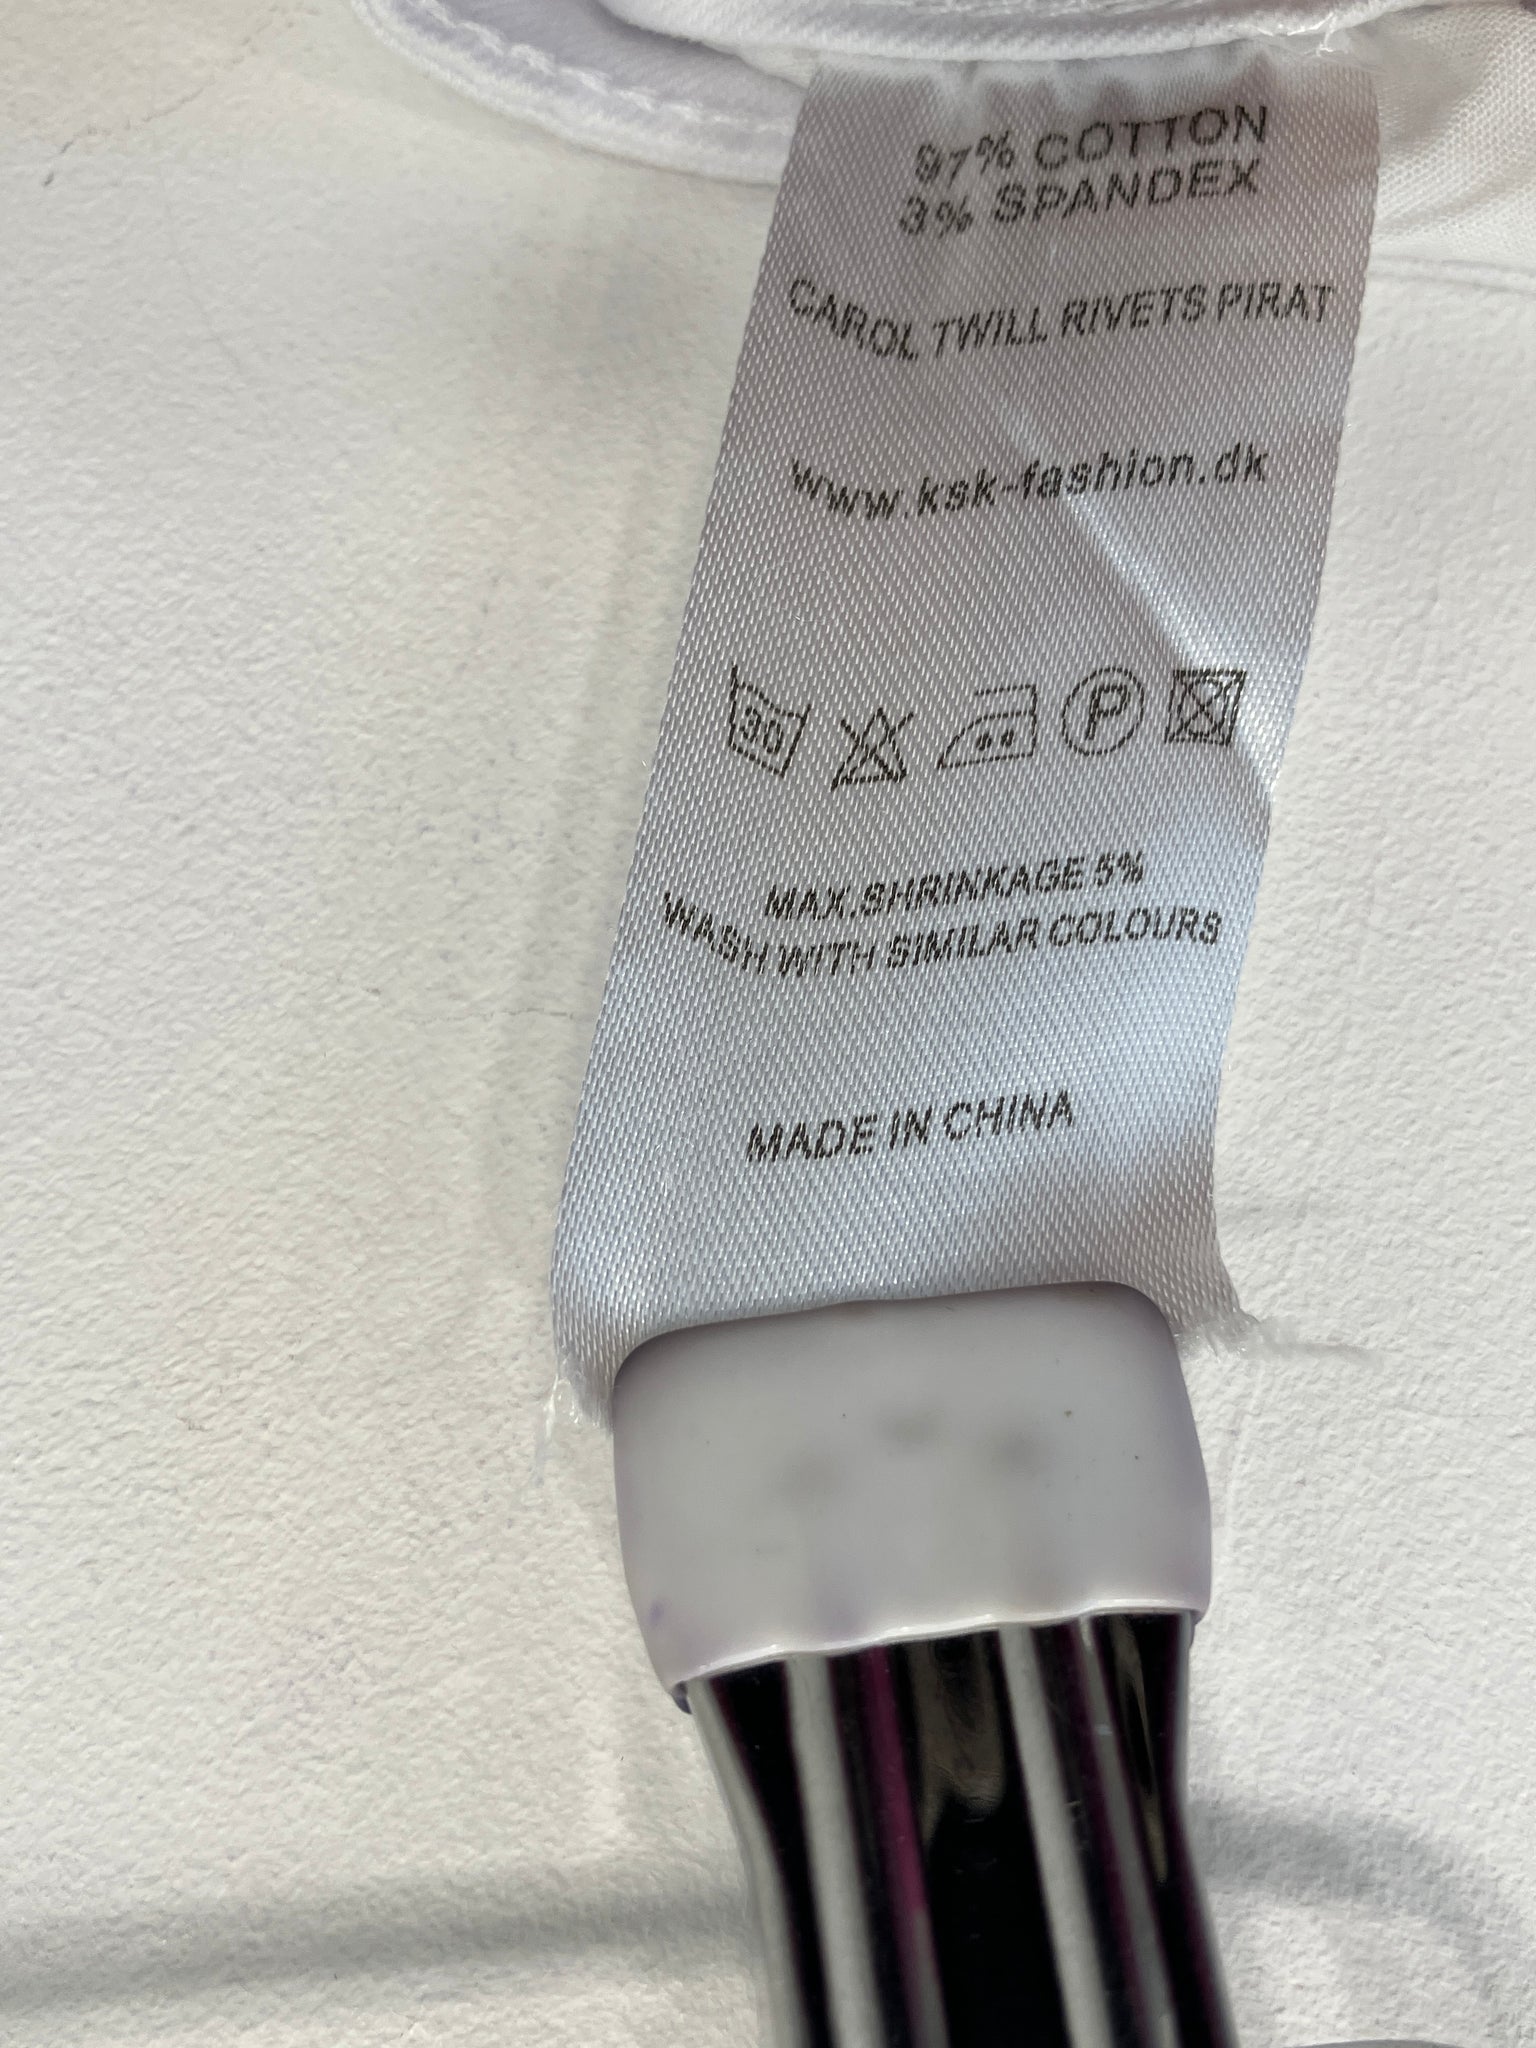 97% COTTON
3% SPANDEX
CAROL TWILL RIVETS PIRAT
www.ksk-fashion.dk
30 P
MAX.SHRINKAGE 5%
WASH WITH SIMILAR COLOURS
MADE IN CHINA